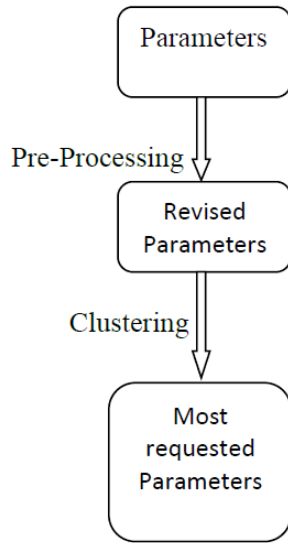 Parameters
Pre-Processing
Revised
Parameters
Clustering
Most
requested
Parameters